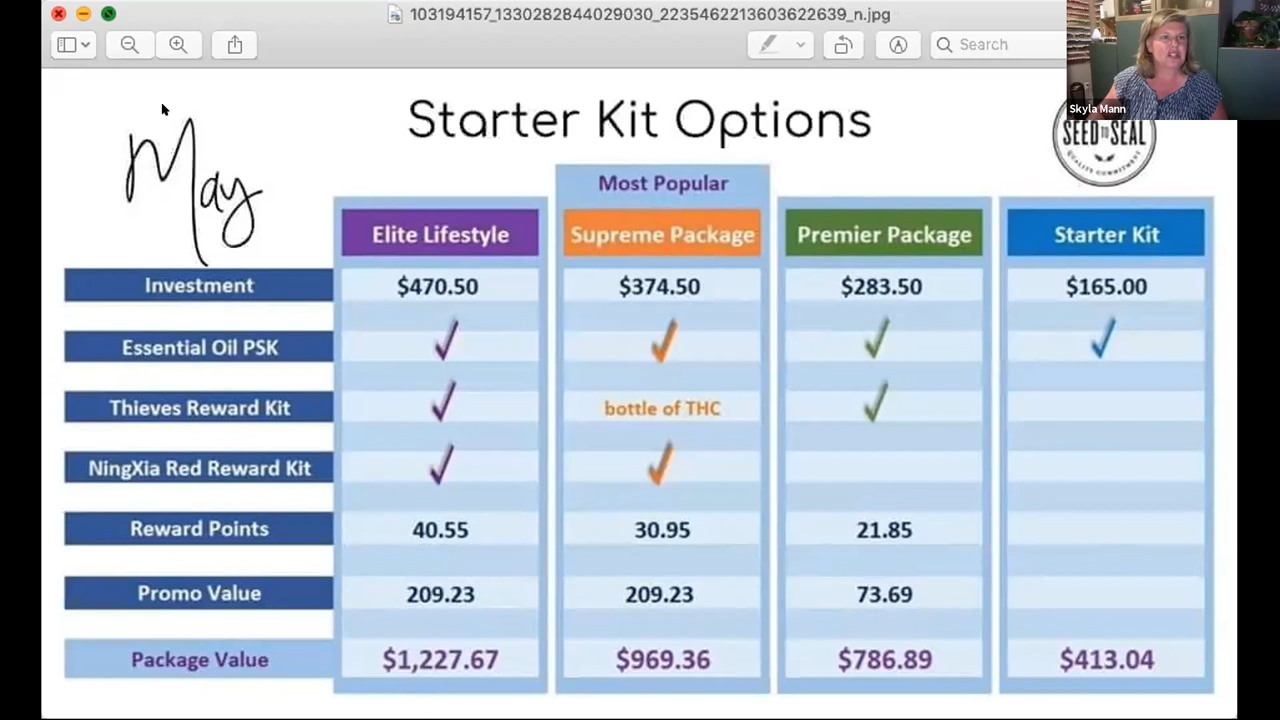 103194157_1330282844029030_2235462213603622639_n.jpg
Search
Skyla Mann
May
Starter Kit Options
SEED TO SEAL
QUALITY COMMITMENT
Most Popular
Elite Lifestyle Supreme Package Premier Package Starter Kit
Investment $470.50 $374.50 $283.50 $165.00
Essential Oil PSK ✓ ✓ ✓ ✓
Thieves Reward Kit ✓ bottle of THC ✓
NingXia Red Reward Kit ✓ ✓
Reward Points 40.55 30.95 21.85
Promo Value 209.23 209.23 73.69
Package Value $1,227.67 $969.36 $786.89 $413.04